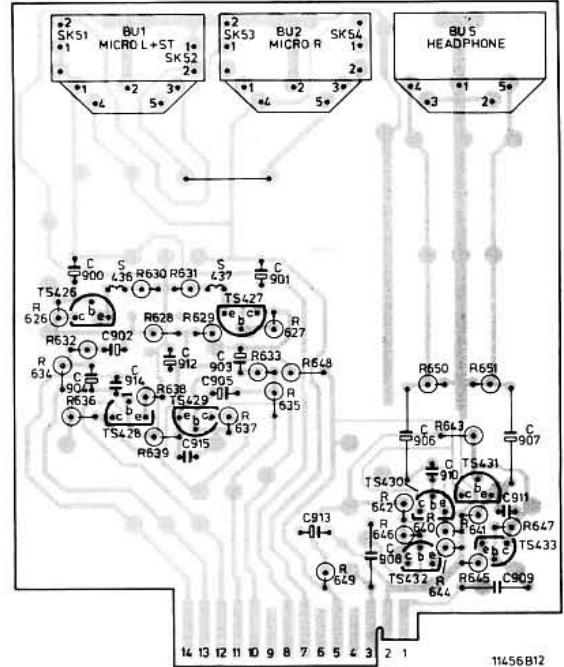 2
SK51
1
BU1
MICRO L+ST
1
SK52
2
1 2 3
4 5
2
SK53
1
BU2
MICRO R
SK54
1
2
1 2 3
4 5
BU5
HEADPHONE
4 1 5
3 2
C
900
S
436
R630
R631
S
437
C
901
TS426
TS427
R
626
c b e
R628
R629
e b c
R
627
R632
C902
C
912
C
903
R633
R648
R
634
C
904
C
914
R638
C905
R
635
R636
c b e
TS428
TS429
e b c
R
637
R639
C915
R650
R651
C
906
R643
C
907
C
910
TS431
TS430
c b e
c b e
C911
R
642
R
640
R
641
R647
R
646
C913
C
908
c b e
TS432
R
644
R645
e b c
TS433
C909
R
649
14 13 12 11 10 9 8 7 6 5 4 3 2 1
11456B12